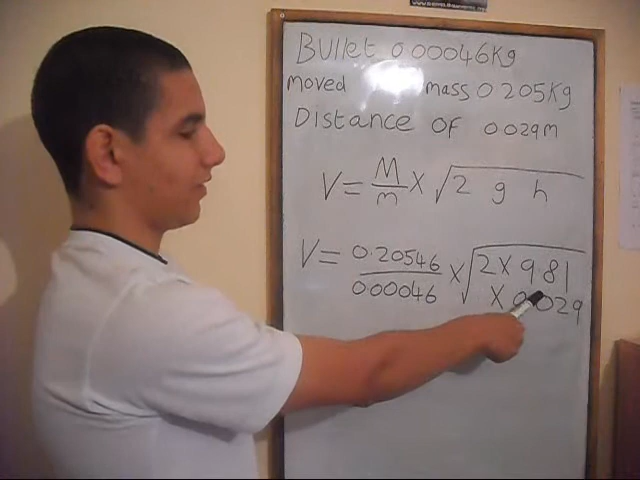 Bullet 0.00046Kg
moved mass 0.205Kg
Distance OF 0.029m
V = M/m X √2 g h
V = 0.20546/0.00046 X √2 X 9.81
X 0.029